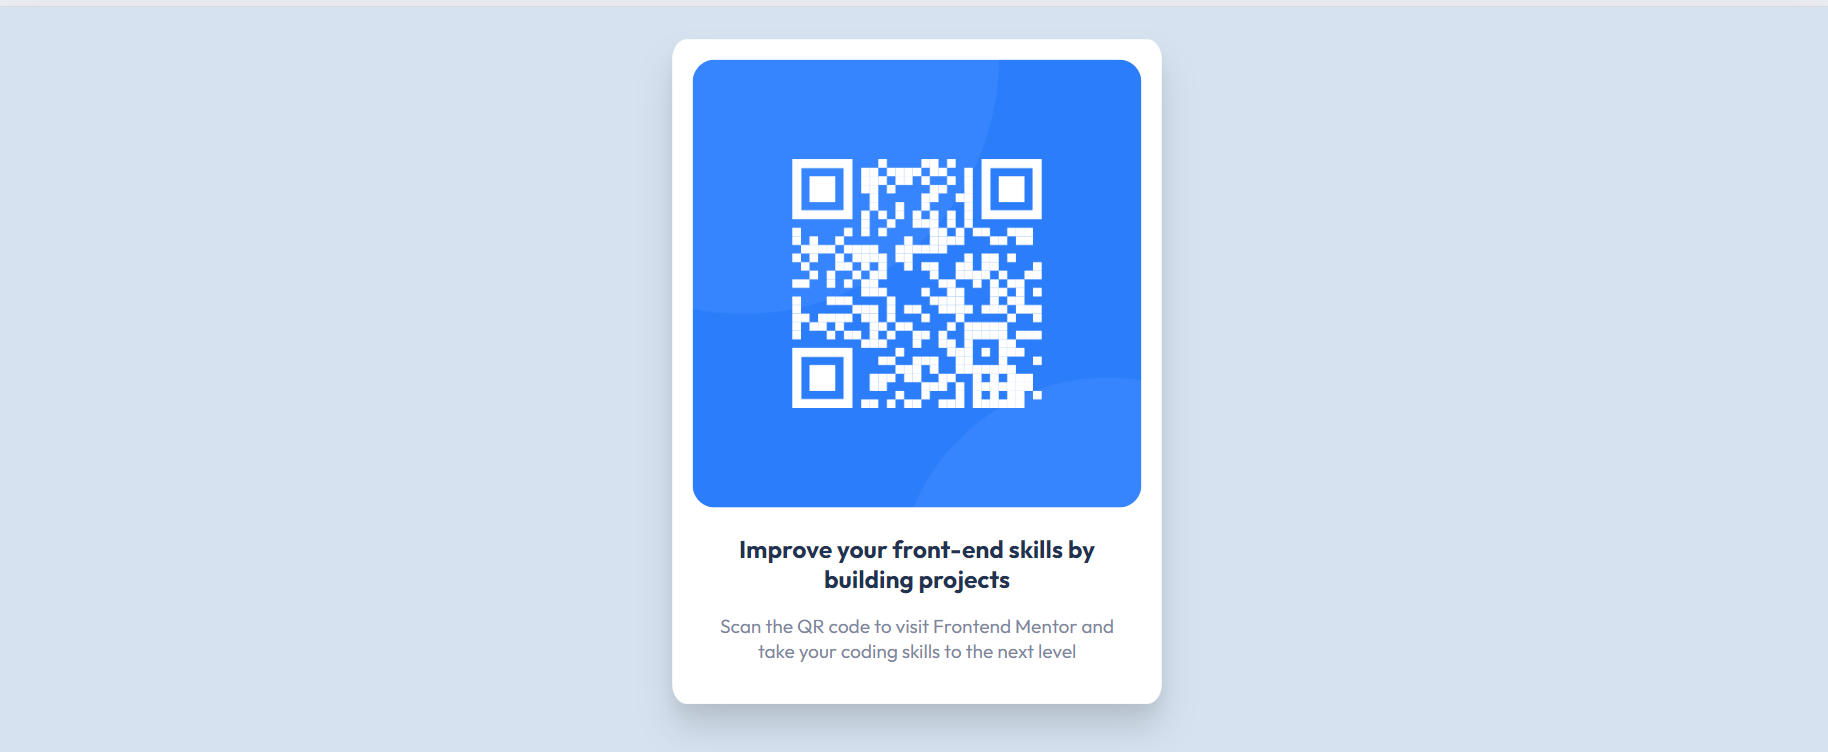 Improve your front-end skills by
building projects
Scan the QR code to visit Frontend Mentor and
take your coding skills to the next level